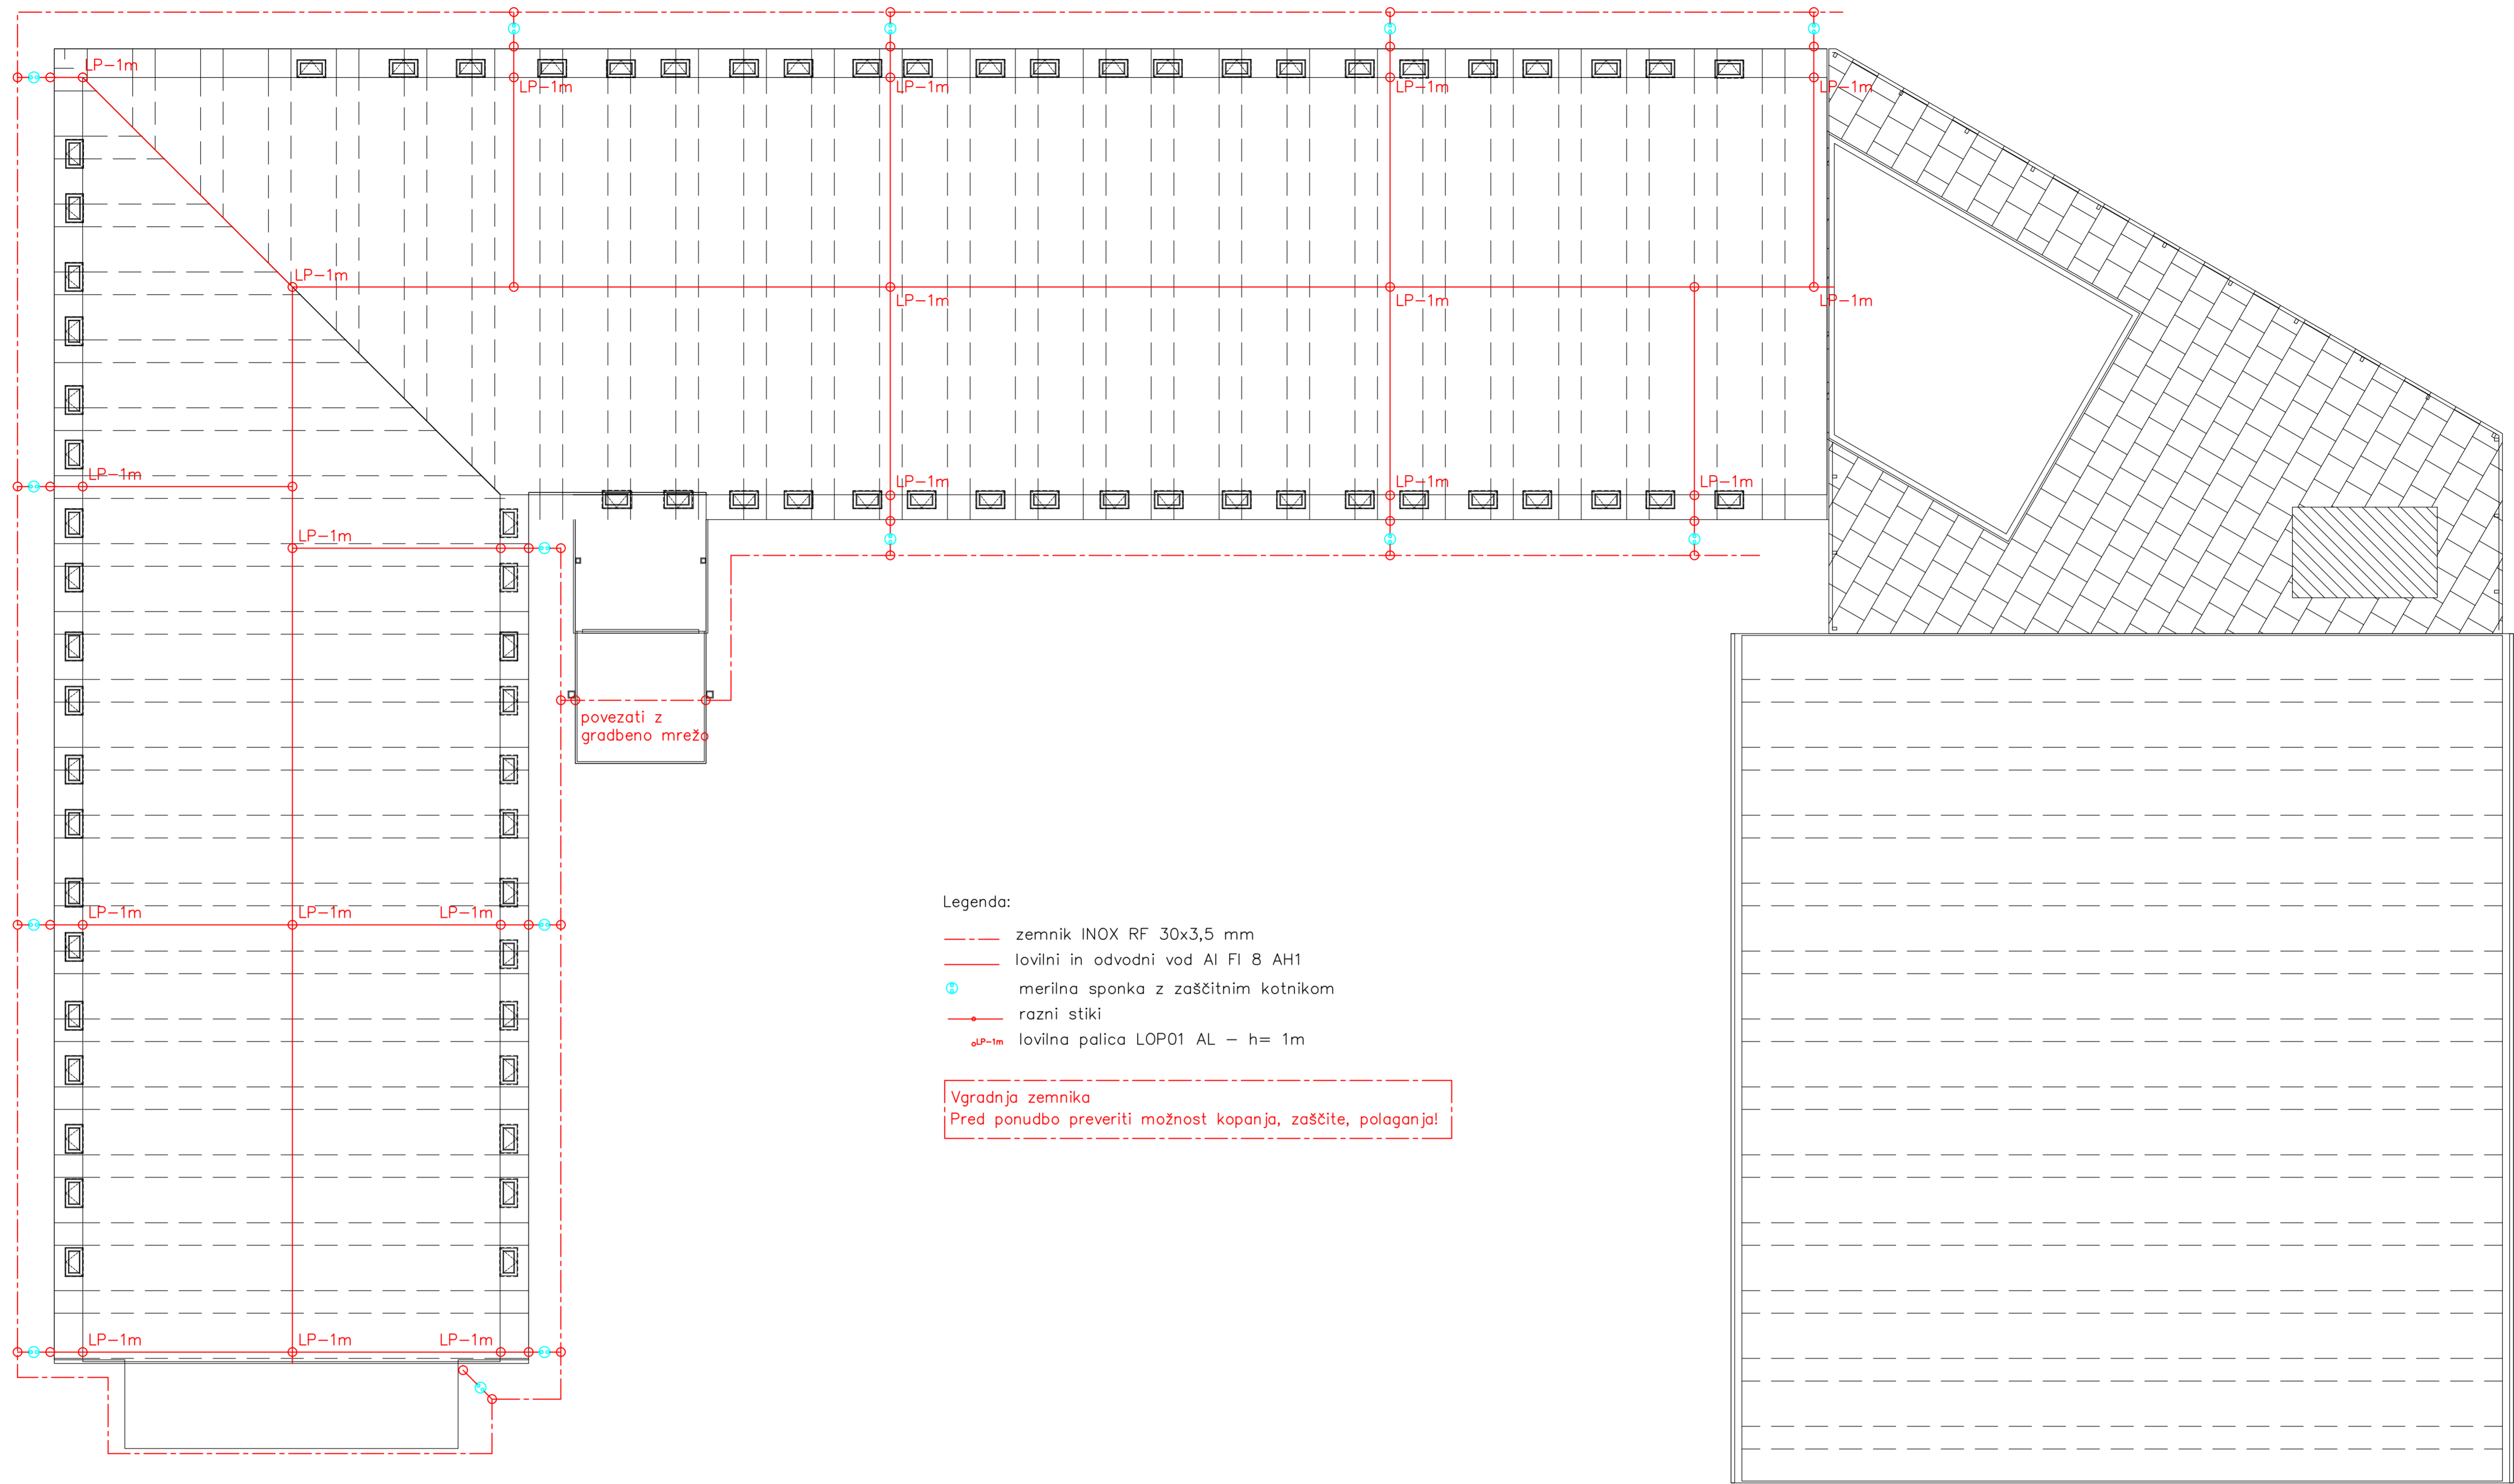 LP-1m
LP-1m
LP-1m
LP-1m
LP-1m
LP-1m
LP-1m
LP-1m
LP-1m
LP-1m
LP-1m
LP-1m
LP-1m
LP-1m
povezati z
gradbeno mrežo
LP-1m
LP-1m
LP-1m
LP-1m
LP-1m
LP-1m
Legenda:
zemnik INOX RF 30x3,5 mm
lovilni in odvodni vod Al FI 8 AH1
merilna sponka z zaščitnim kotnikom
razni stiki
LP-1m lovilna palica LOP01 AL – h= 1m
Vgradnja zemnika
Pred ponudbo preveriti možnost kopanja, zaščite, polaganja!